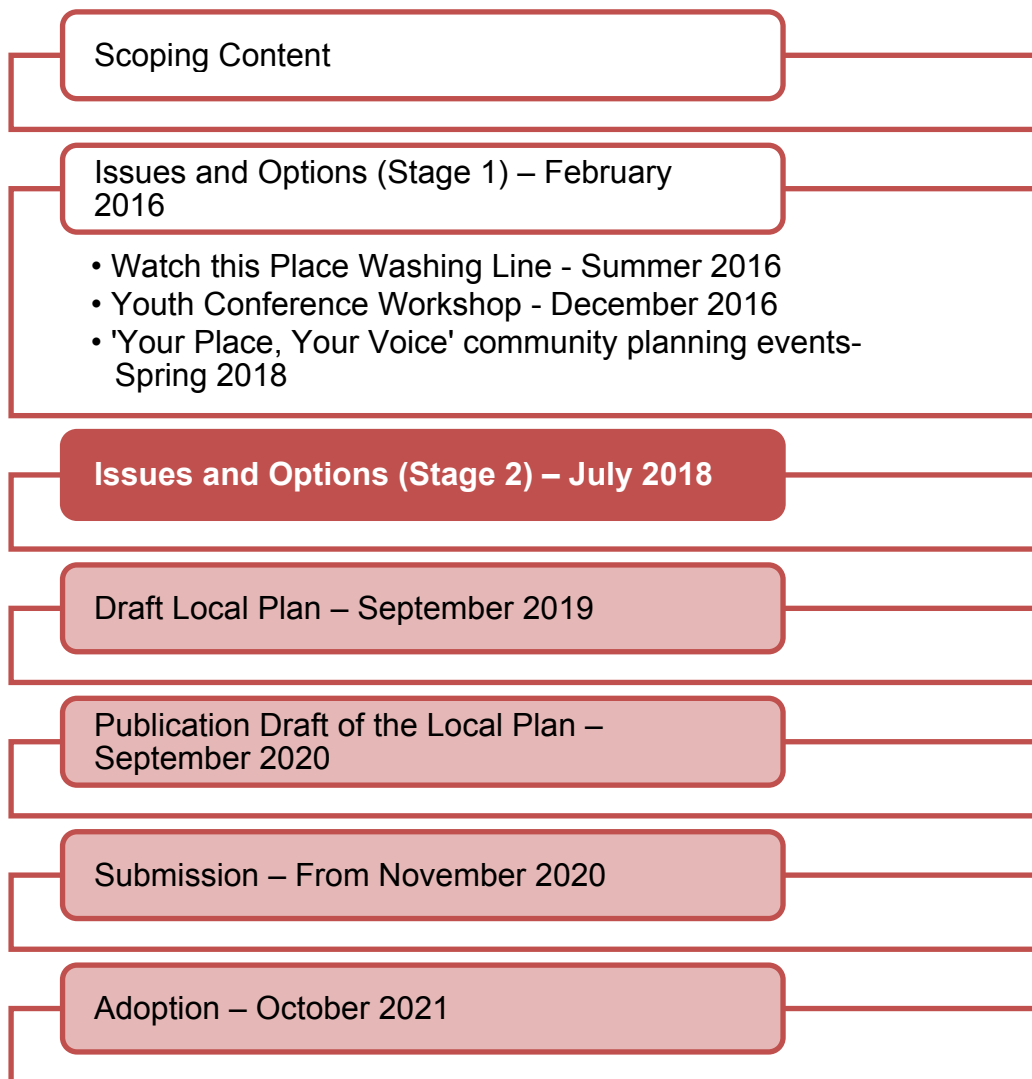 Scoping Content
Issues and Options (Stage 1) – February
2016
• Watch this Place Washing Line - Summer 2016
• Youth Conference Workshop - December 2016
• 'Your Place, Your Voice' community planning events-
Spring 2018
Issues and Options (Stage 2) – July 2018
Draft Local Plan – September 2019
Publication Draft of the Local Plan –
September 2020
Submission – From November 2020
Adoption – October 2021